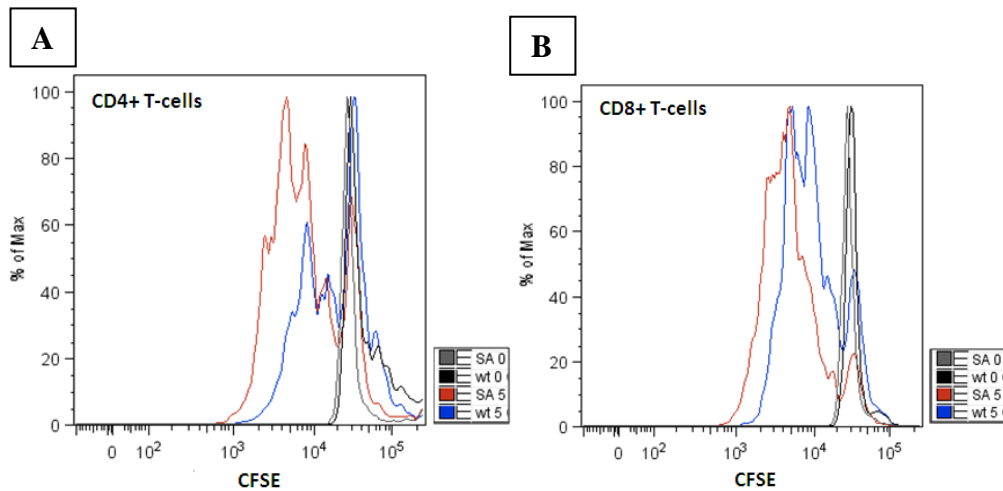 A
CD4+ T-cells
% of Max
100
80
60
40
20
0
0 10² 10³ 10⁴ 10⁵
CFSE
SA 0
wt 0
SA 5
wt 5
B
CD8+ T-cells
% of Max
100
80
60
40
20
0
0 10² 10³ 10⁴ 10⁵
CFSE
SA 0
wt 0
SA 5
wt 5